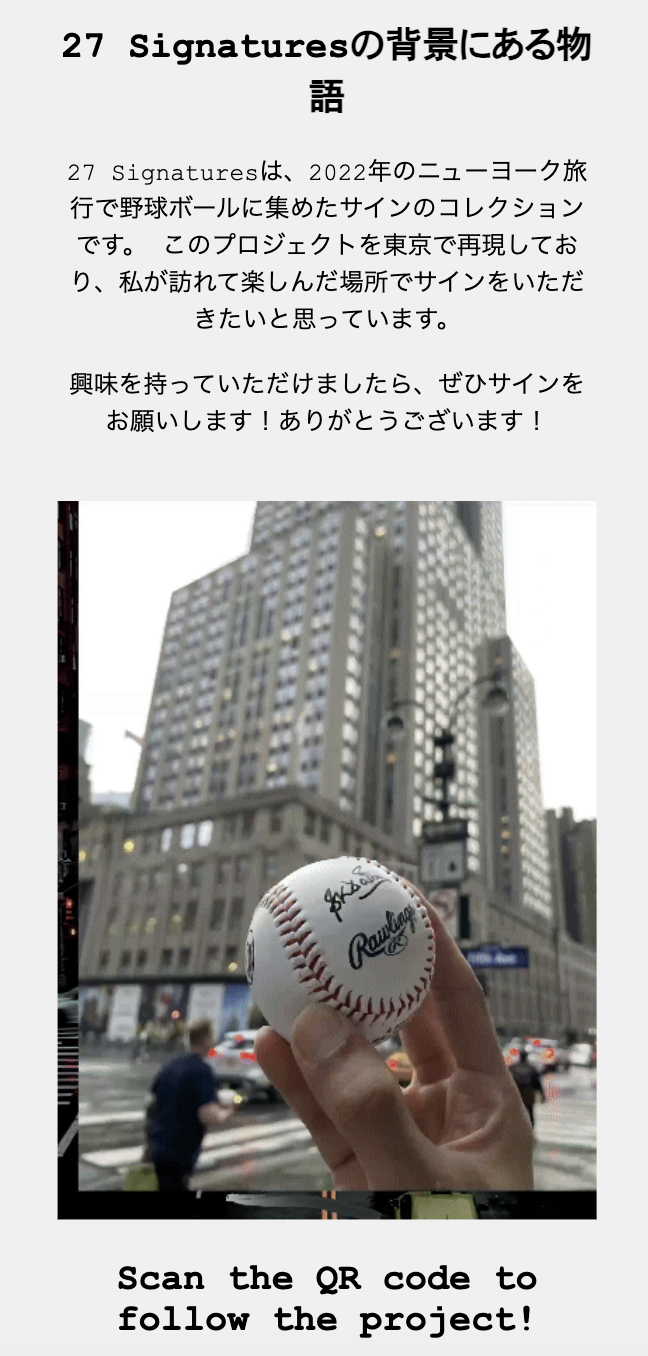 27 Signaturesの背景にある物
語
27 Signaturesは、2022年のニューヨーク旅
行で野球ボールに集めたサインのコレクション
です。 このプロジェクトを東京で再現してお
り、私が訪れて楽しんだ場所でサインをいただ
きたいと思っています。
興味を持っていただけましたら、ぜひサインを
お願いします！ありがとうございます！
Rawlings
R
Scan the QR code to
follow the project!